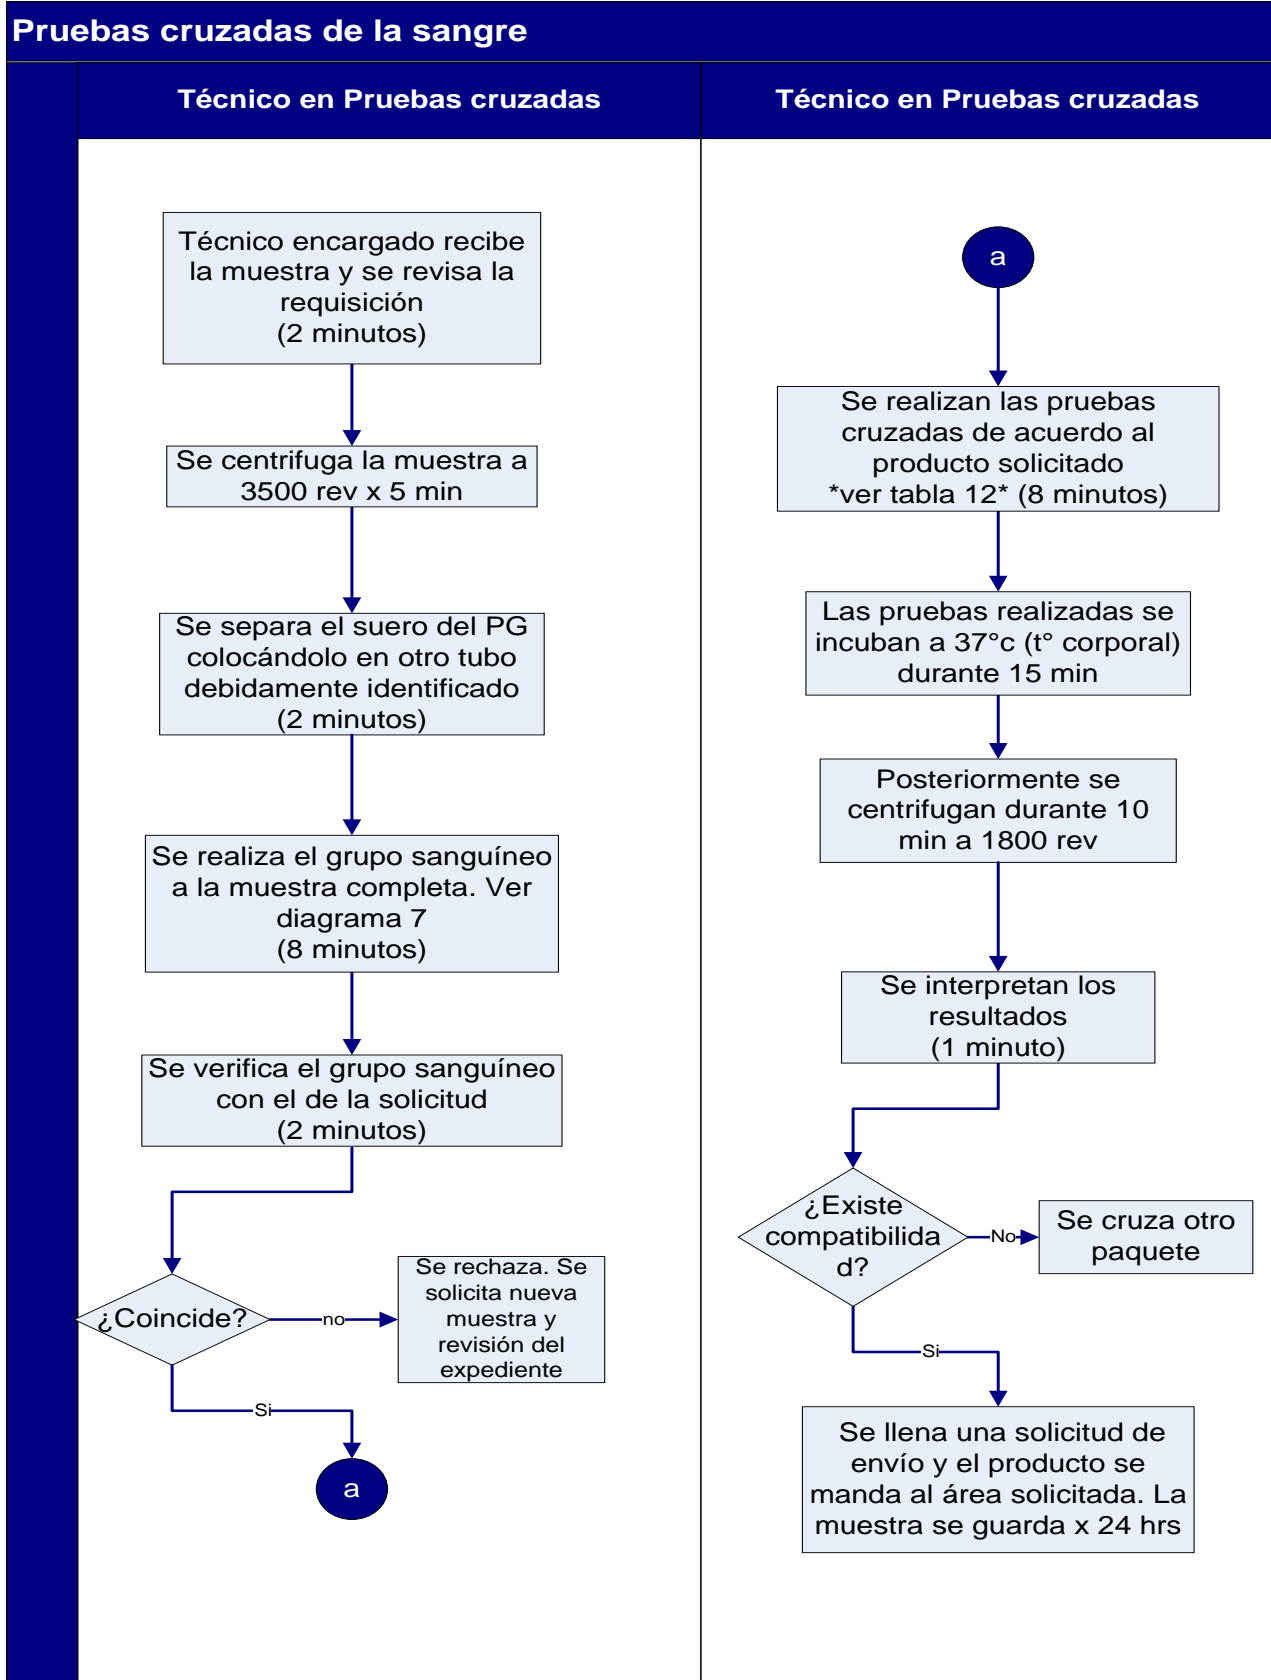 Pruebas cruzadas de la sangre
Técnico en Pruebas cruzadas
Técnico encargado recibe
la muestra y se revisa la
requisición
(2 minutos)
Se centrifuga la muestra a
3500 rev x 5 min
Se separa el suero del PG
colocándolo en otro tubo
debidamente identificado
(2 minutos)
Se realiza el grupo sanguíneo
a la muestra completa. Ver
diagrama 7
(8 minutos)
Se verifica el grupo sanguíneo
con el de la solicitud
(2 minutos)
¿Coincide?
no
Se rechaza. Se
solicita nueva
muestra y
revisión del
expediente
Si
a
Técnico en Pruebas cruzadas
a
Se realizan las pruebas
cruzadas de acuerdo al
producto solicitado
*ver tabla 12* (8 minutos)
Las pruebas realizadas se
incuban a 37°c (t° corporal)
durante 15 min
Posteriormente se
centrifugan durante 10
min a 1800 rev
Se interpretan los
resultados
(1 minuto)
¿Existe
compatibilida
d?
No
Se cruza otro
paquete
Si
Se llena una solicitud de
envío y el producto se
manda al área solicitada. La
muestra se guarda x 24 hrs